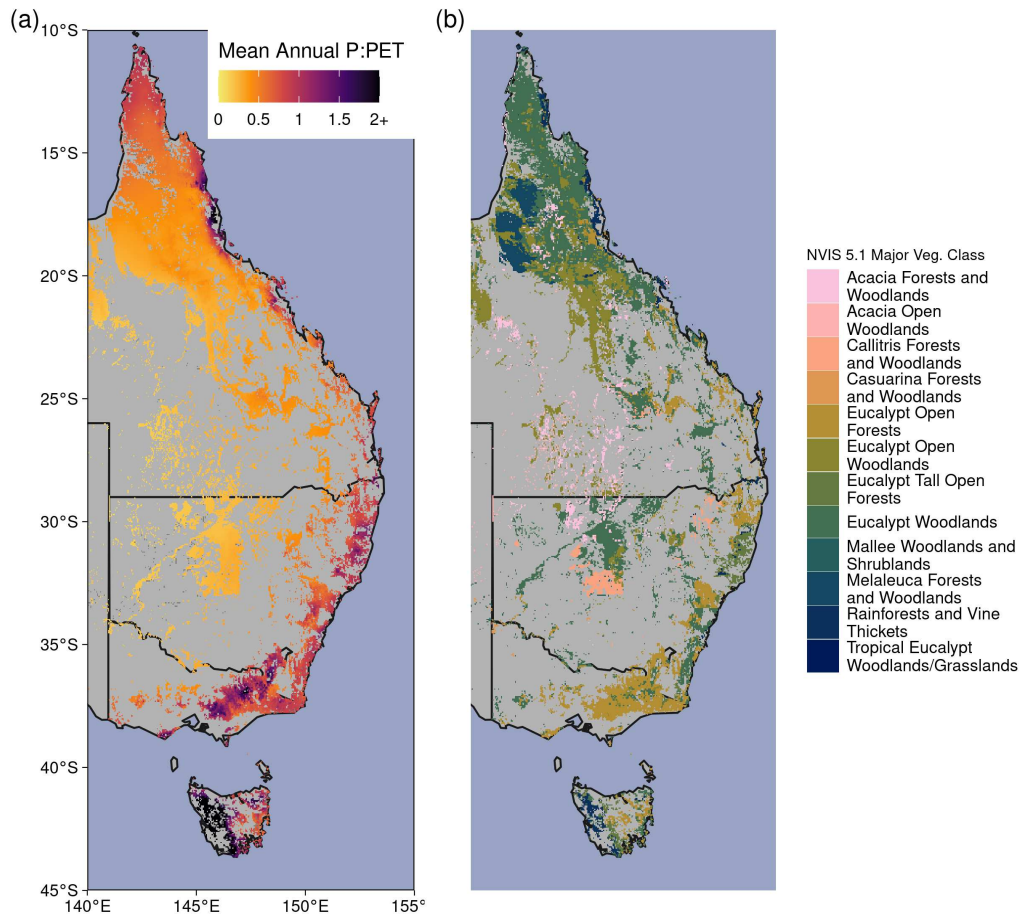 (a)
10°S
(b)
Mean Annual P:PET
0 0.5 1 1.5 2+
15°S
20°S
25°S
30°S
35°S
40°S
45°S
140°E 145°E 150°E 155°
NVIS 5.1 Major Veg. Class
Acacia Forests and
Woodlands
Acacia Open
Woodlands
Callitris Forests
and Woodlands
Casuarina Forests
and Woodlands
Eucalypt Open
Forests
Eucalypt Open
Woodlands
Eucalypt Tall Open
Forests
Eucalypt Woodlands
Mallee Woodlands and
Shrublands
Melaleuca Forests
and Woodlands
Rainforests and Vine
Thickets
Tropical Eucalypt
Woodlands/Grasslands